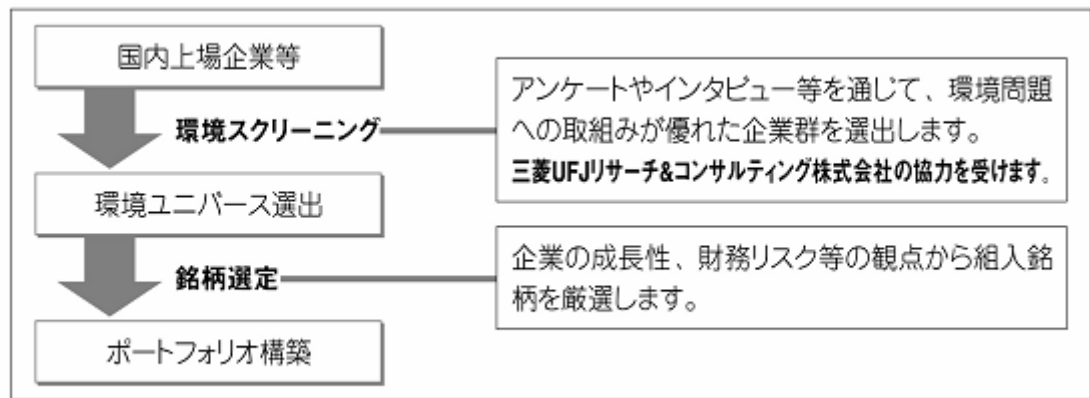 国内上場企業等
環境スクリーニング
アンケートやインタビュー等を通じて、環境問題
への取組みが優れた企業群を選出します。
三菱UFJリサーチ&コンサルティング株式会社の協力を受けます。
環境ユニバース選出
銘柄選定
企業の成長性、財務リスク等の観点から組入銘
柄を厳選します。
ポートフォリオ構築